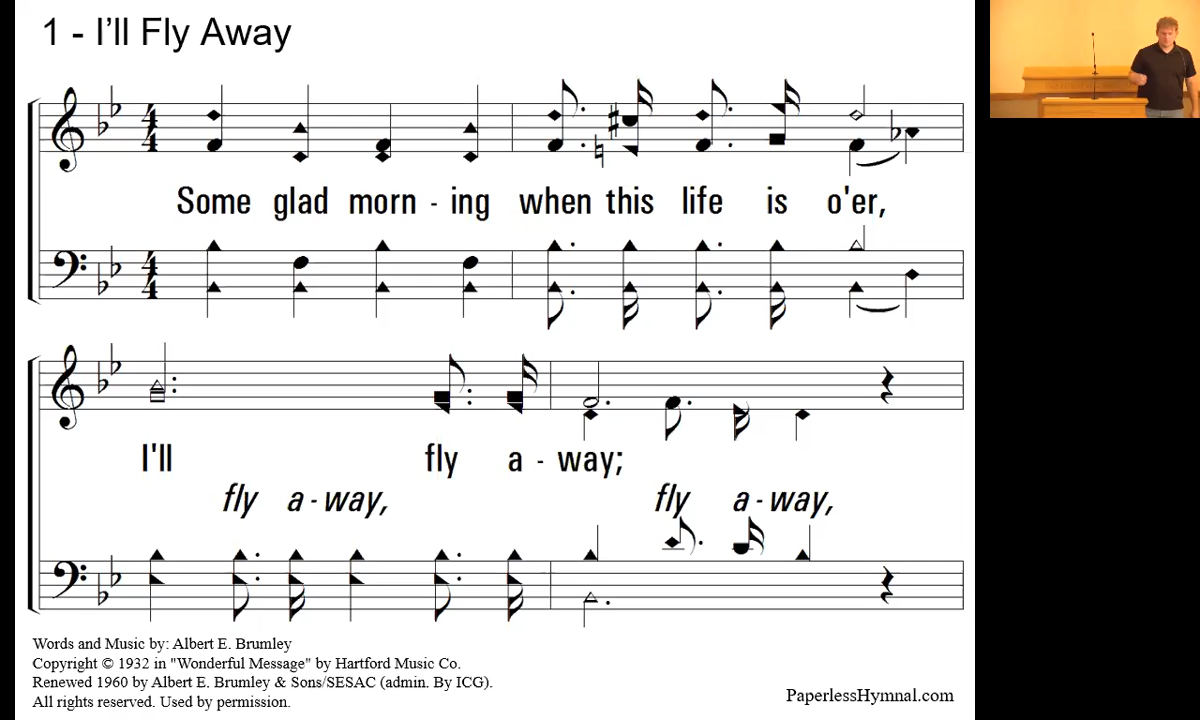 1 - I'll Fly Away
Some glad morn - ing when this life is o'er,
I'll fly a - way;
fly a - way, fly a - way,
Words and Music by: Albert E. Brumley
Copyright © 1932 in "Wonderful Message" by Hartford Music Co.
Renewed 1960 by Albert E. Brumley & Sons/SESAC (admin. By ICG).
All rights reserved. Used by permission.
PaperlessHymnal.com